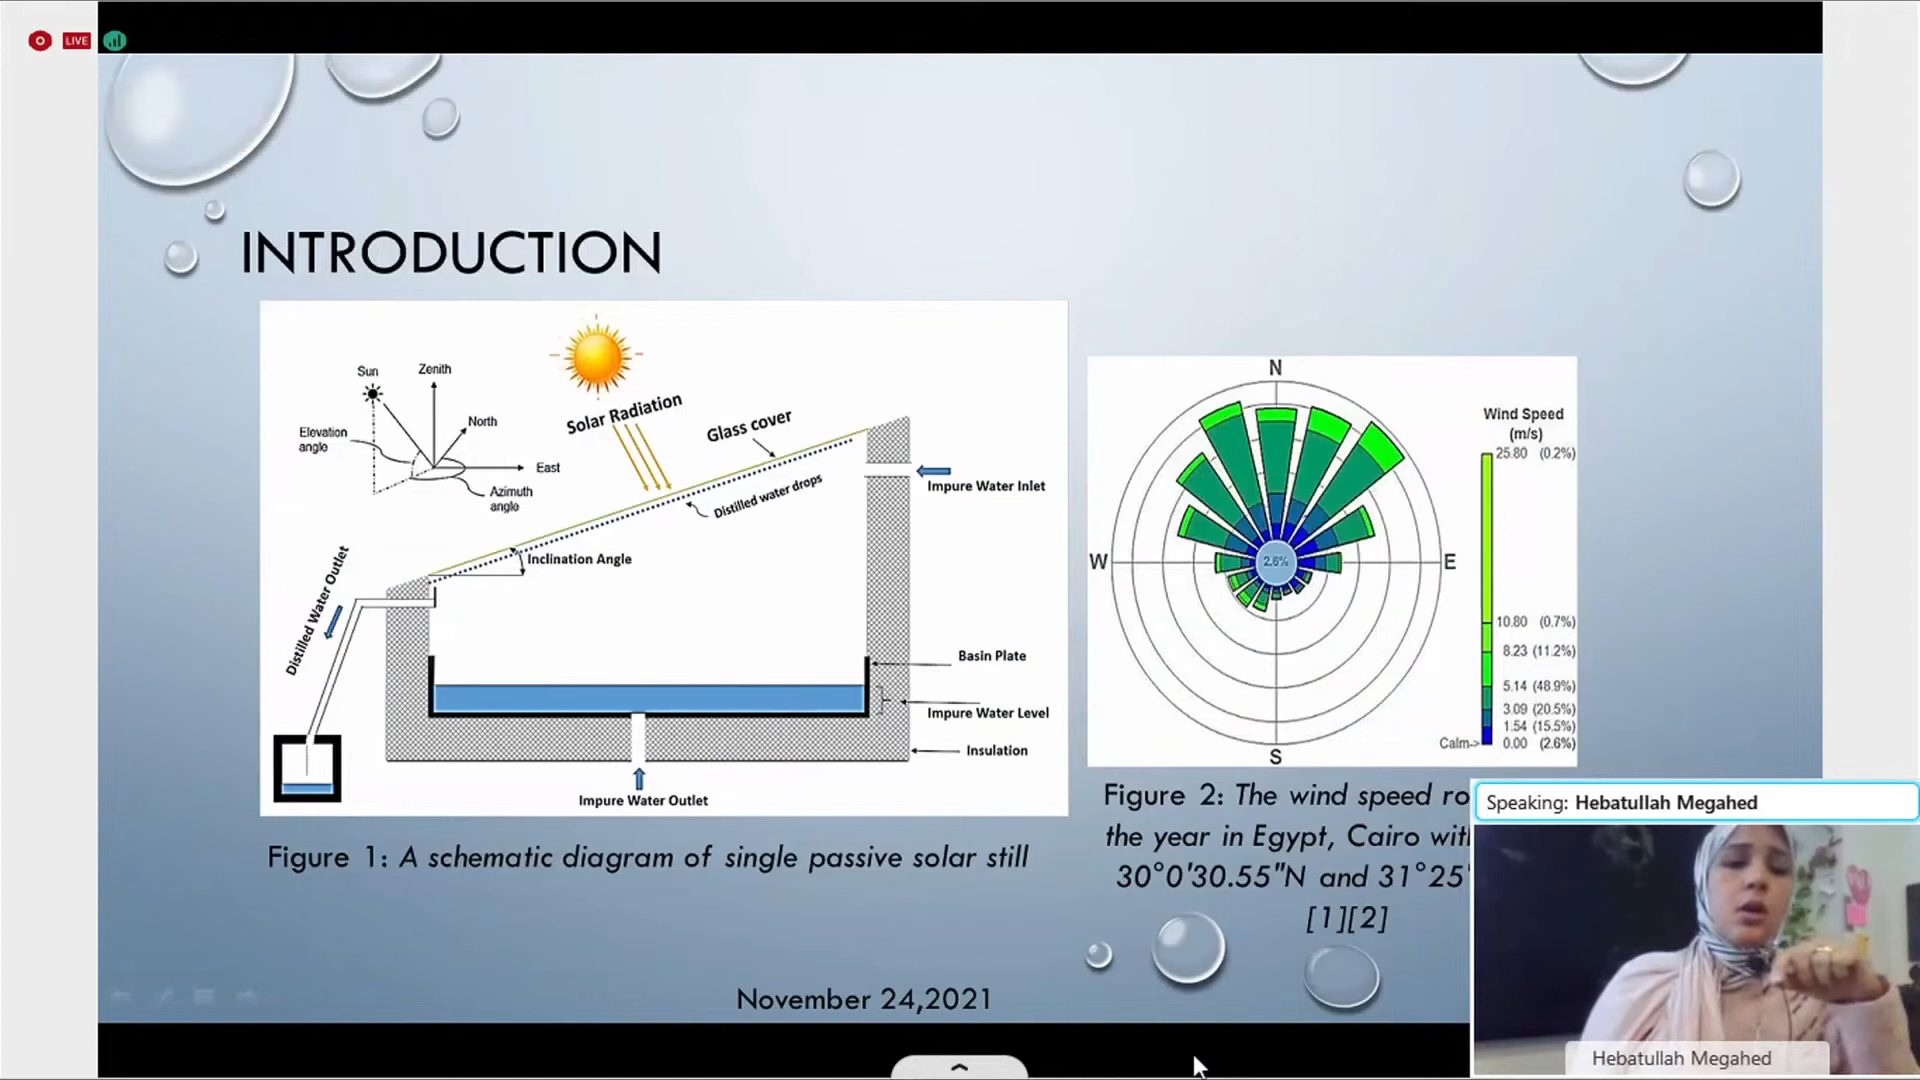 LIVE
INTRODUCTION
Sun
Zenith
North
Elevation
angle
East
Azimuth
angle
Solar Radiation
Glass cover
Distilled water drops
Impure Water Inlet
Inclination Angle
Distilled Water Outlet
Basin Plate
Impure Water Level
Insulation
Impure Water Outlet
Figure 1: A schematic diagram of single passive solar still
N
W
E
S
2.6%
Wind Speed
(m/s)
25.80 (0.2%)
10.80 (0.7%)
8.23 (11.2%)
5.14 (48.9%)
3.09 (20.5%)
1.54 (15.5%)
Calm-> 0.00 (2.6%)
Figure 2: The wind speed ro
the year in Egypt, Cairo wit
30°0'30.55"N and 31°25'
[1][2]
November 24,2021
Speaking: Hebatullah Megahed
Hebatullah Megahed